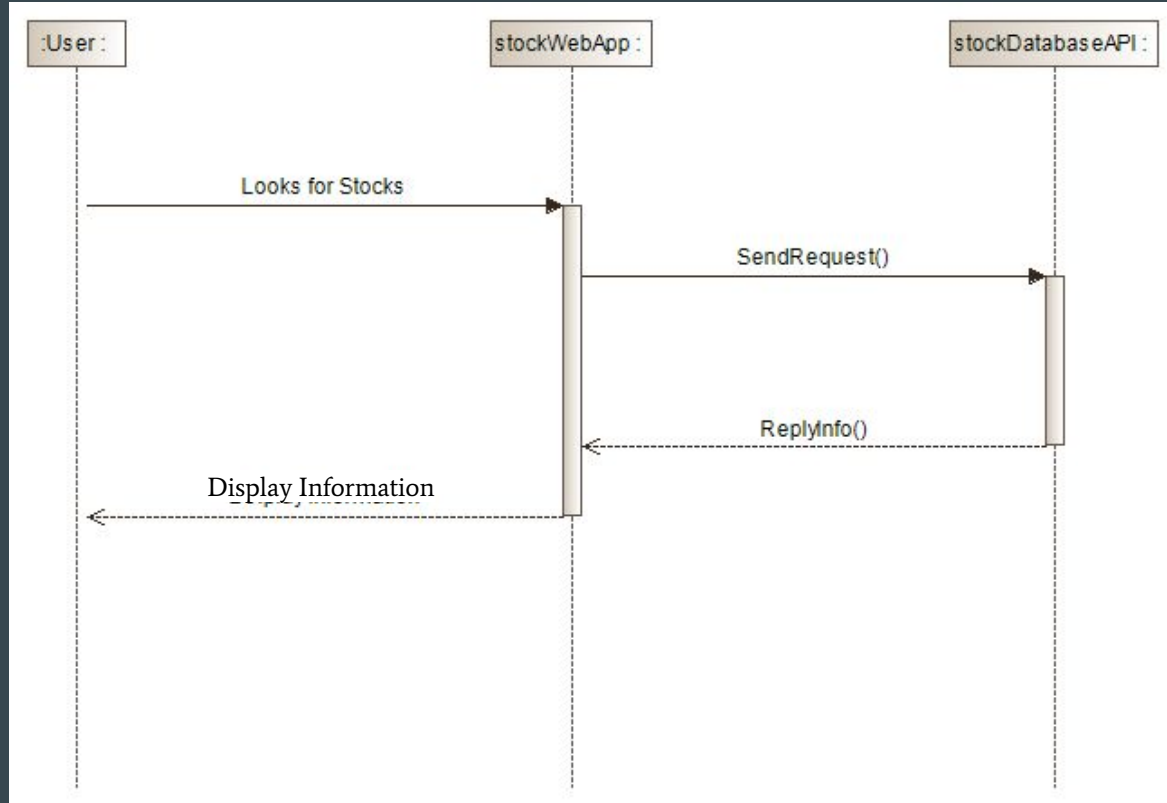 :User :
stockWebApp :
stockDatabaseAPI :
Looks for Stocks
SendRequest()
ReplyInfo()
Display Information